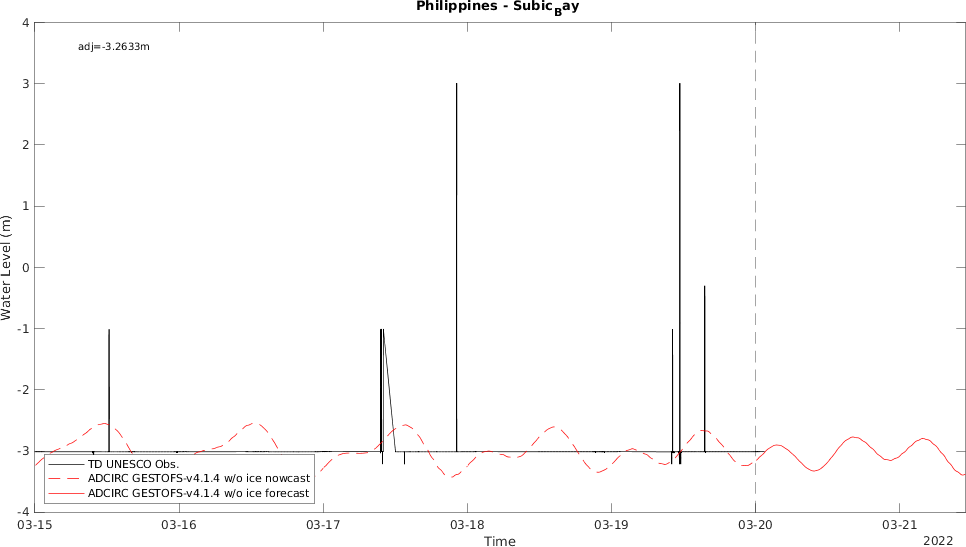 Philippines - Subic_Bay
adj=-3.2633m
4
3
2
1
0
-1
-2
-3
-4
Water Level (m)
TD UNESCO Obs.
ADCIRC GESTOFS-v4.1.4 w/o ice nowcast
ADCIRC GESTOFS-v4.1.4 w/o ice forecast
03-15 03-16 03-17 03-18 03-19 03-20 03-21
Time
2022